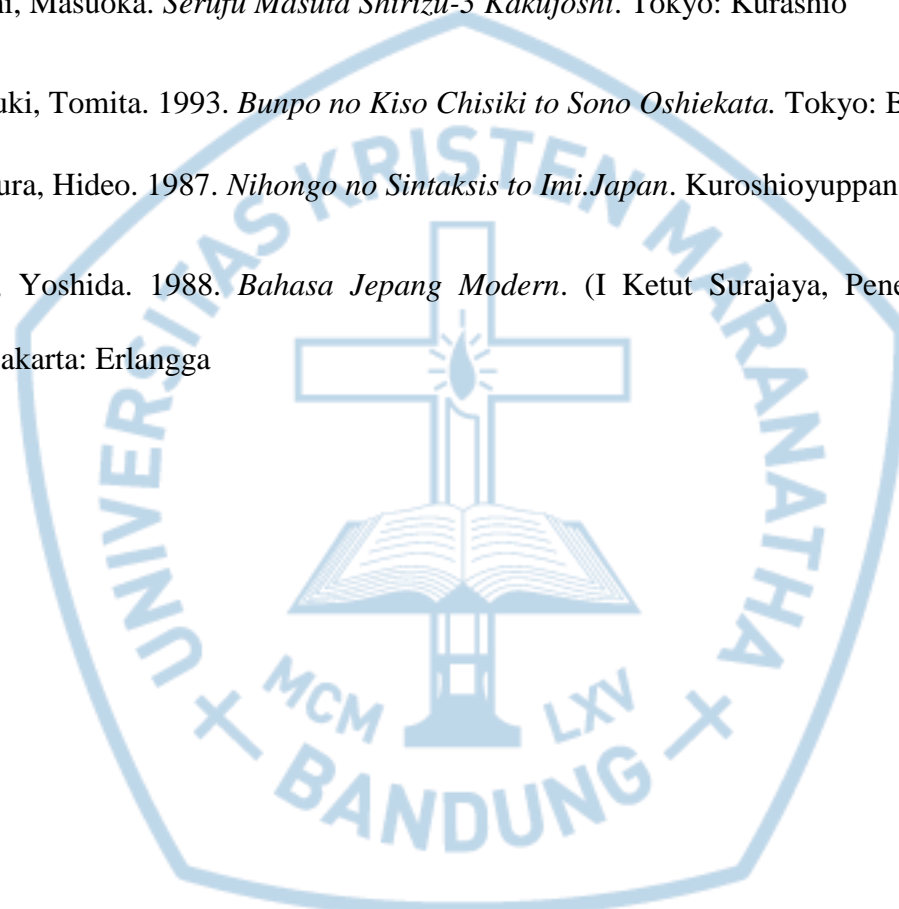 ni, Masuoka. Serufu Masuta Shirizu-3 Kakujoshi. Tokyo: Kurashio
uki, Tomita. 1993. Bunpo no Kiso Chisiki to Sono Oshiekata. Tokyo: B
ura, Hideo. 1987. Nihongo no Sintaksis to Imi.Japan. Kuroshioyuppan
, Yoshida. 1988. Bahasa Jepang Modern. (I Ketut Surajaya, Pene
akarta: Erlangga
UNIVERSITAS KRISTEN MARANATHA
MCM LXV
BANDUNG